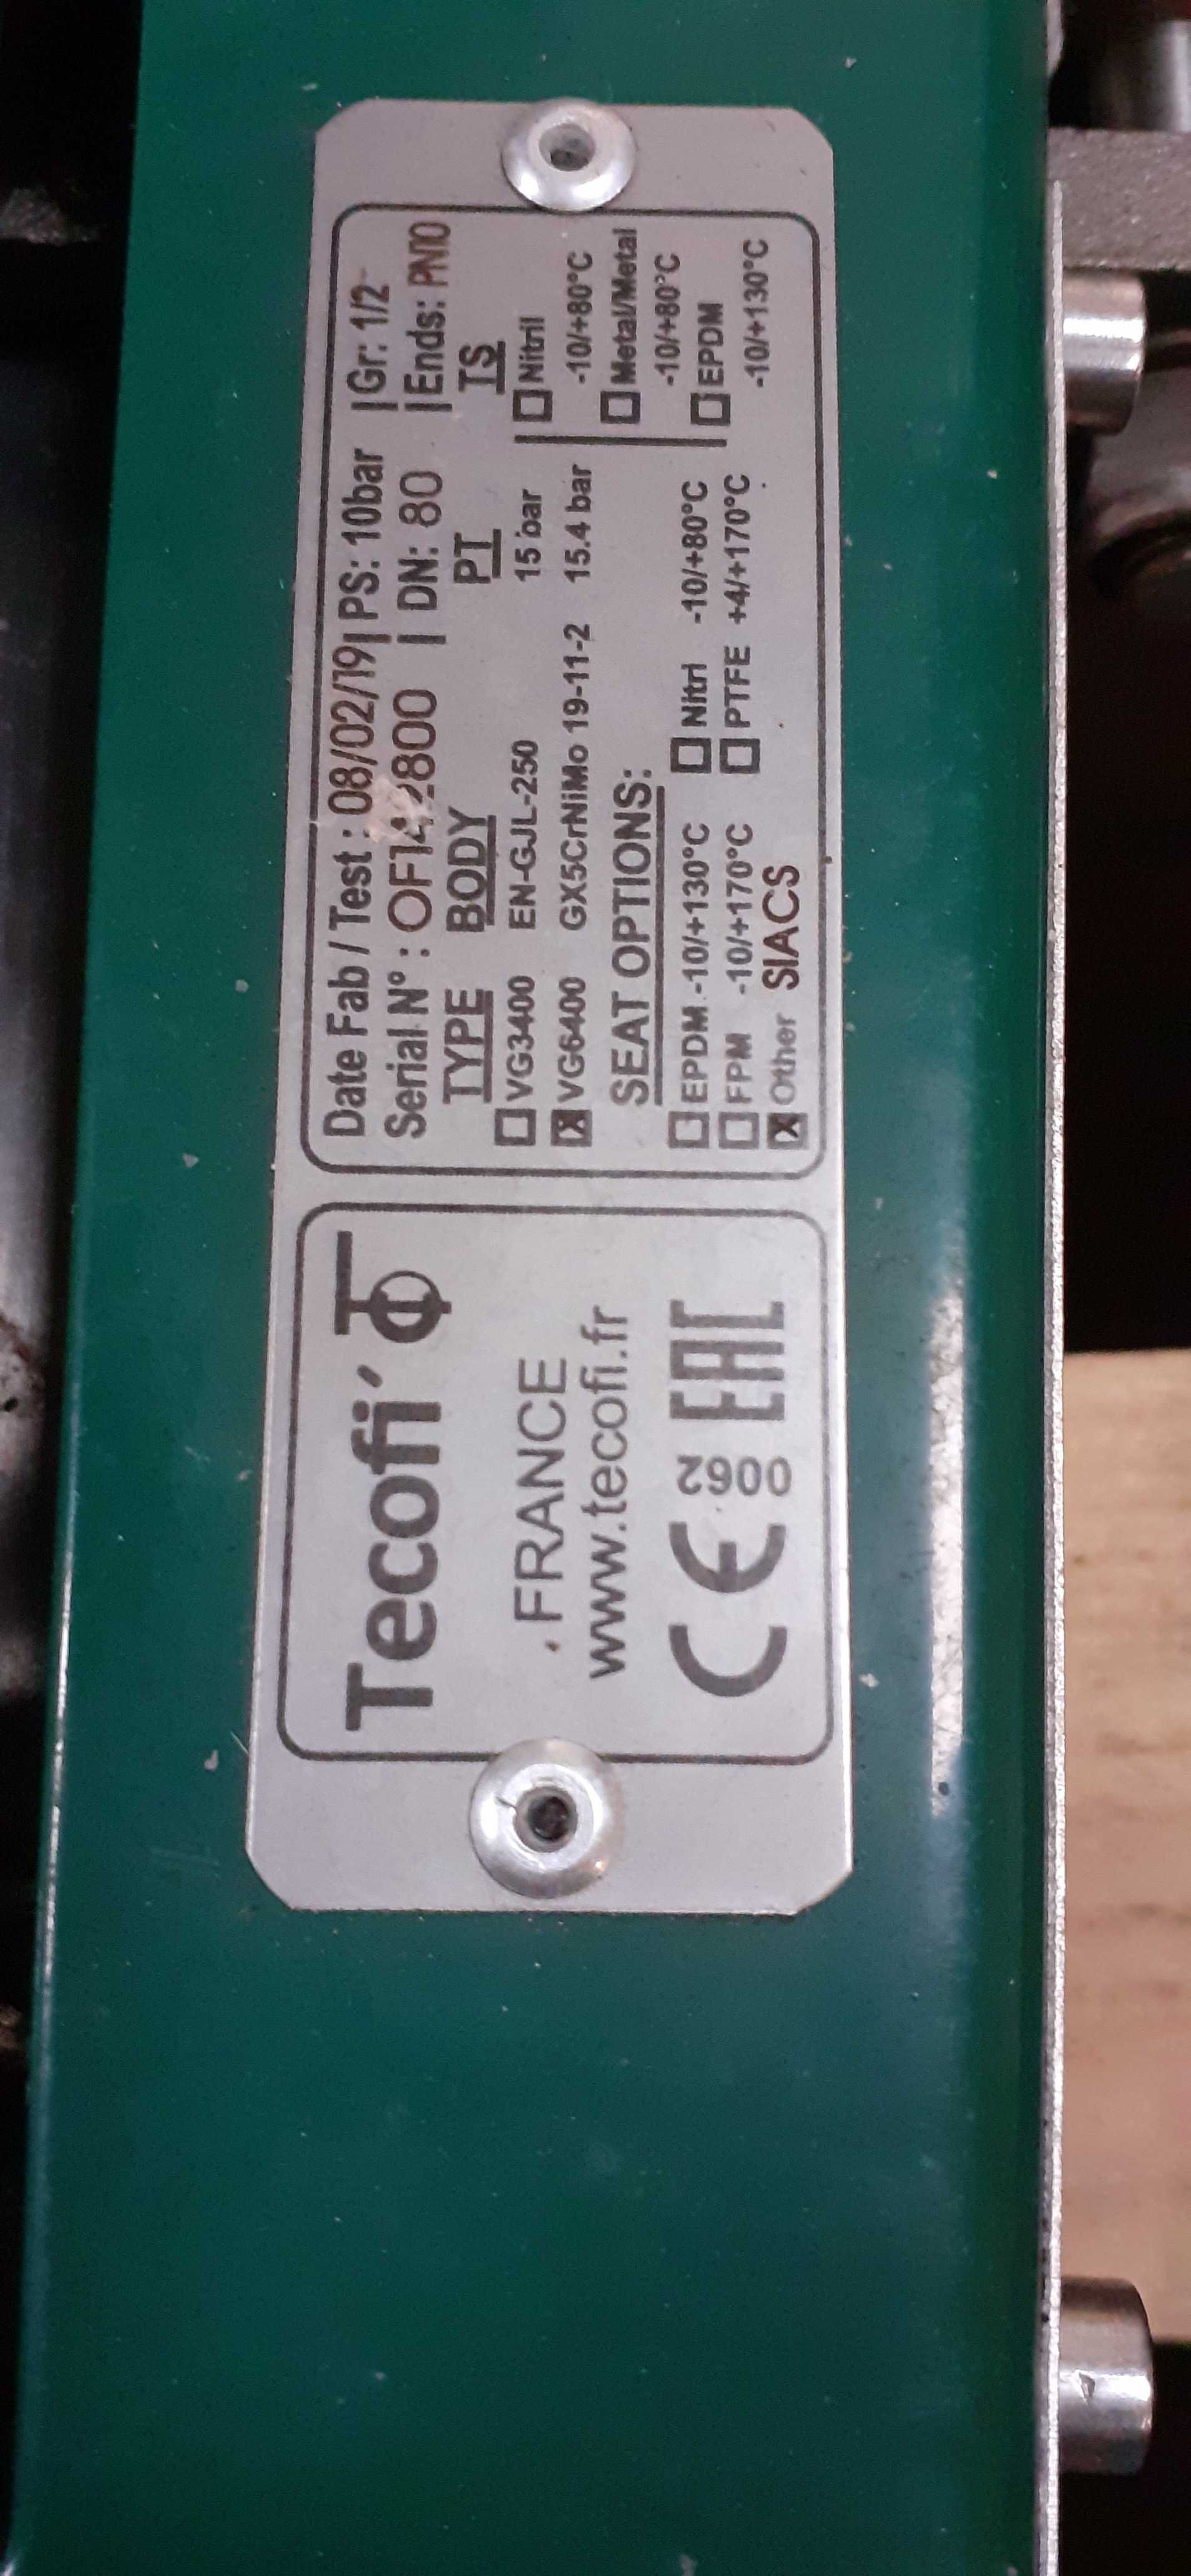 Tecofi
FRANCE
www.tecofi.fr
CE 0062 EAC
Date Fab / Test : 08/02/19 | PS: 10bar | Gr: 1/2
Serial N° : OF142800 | DN: 80 | Ends: PN10
TYPE BODY PT TS
☐ VG3400 EN-GJL-250 15 bar ☐ Nitril
☒ VG6400 GX5CrNiMo 19-11-2 15.4 bar -10/+80°C
☐ Metal/Metal
SEAT OPTIONS: -10/+80°C
☐ EPDM -10/+130°C ☐ Nitri -10/+80°C ☐ EPDM
☐ FPM -10/+170°C ☐ PTFE +4/+170°C -10/+130°C
☒ Other SIACS